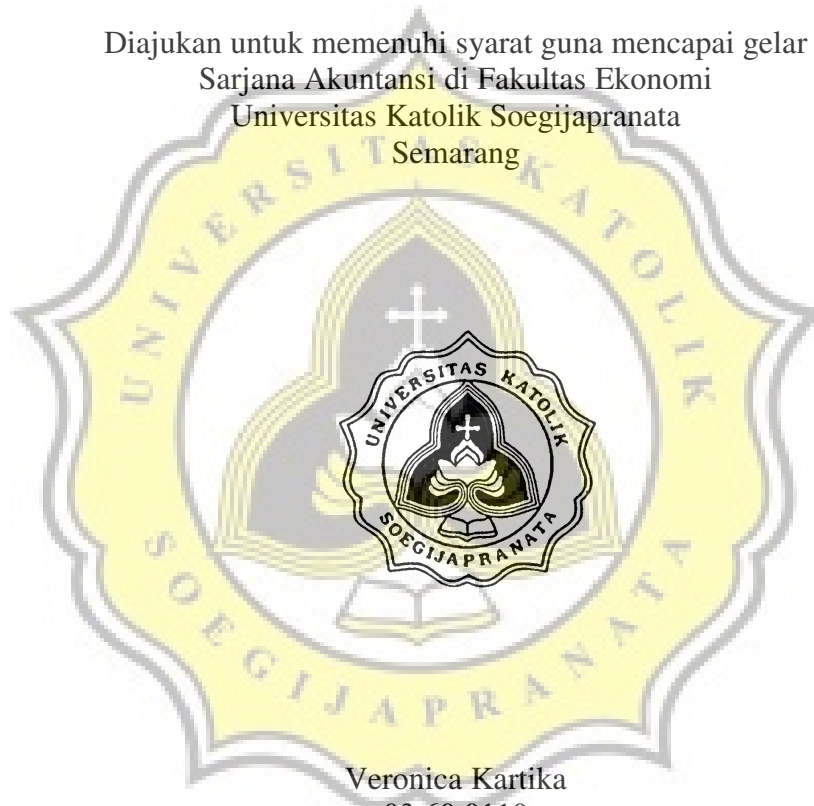 Diajukan untuk memenuhi syarat guna mencapai gelar
Sarjana Akuntansi di Fakultas Ekonomi
Universitas Katolik Soegijapranata
Semarang
UNIVERSITAS KATOLIK
SOEGIJAPRANATA
UNIVERSITAS KATOLIK
SOEGIJAPRANATA
Veronica Kartika